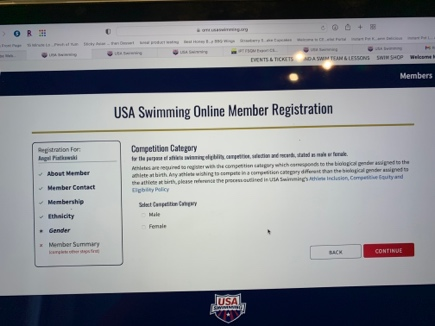 omr.usaswimming.org
USA Swimming
USA Swimming
USA Swimming
USA Swimming
EVENTS & TICKETS
SWIM TEAM & LESSONS
SWIM SHOP
Members
USA Swimming Online Member Registration
Registration For:
Angel Piotkowski
About Member
Member Contact
Membership
Ethnicity
Gender
Member Summary
(complete other steps first)
Competition Category
for the purpose of athlete swimming eligibility, competition, selection and records, stated as male or female.
Athletes are required to register with the competition category which corresponds to the biological gender assigned to the
athlete at birth. Any athlete wishing to compete in a competition category different than the biological gender assigned to
the athlete at birth, please reference the process outlined in USA Swimming's Athlete Inclusion, Competitive Equity and
Eligibility Policy
Select Competition Category
Male
Female
BACK
CONTINUE
USA
SWIMMING